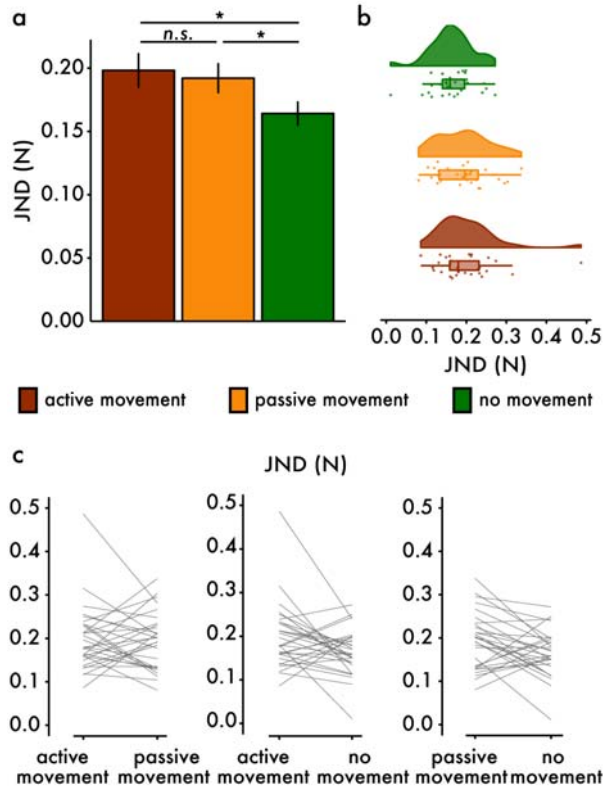 a
b
*
n.s.
*
0.20
0.15
0.10
0.05
0.00
JND (N)
0.0 0.1 0.2 0.3 0.4 0.5
JND (N)
active movement passive movement no movement
c
JND (N)
0.5 0.5 0.5
0.4 0.4 0.4
0.3 0.3 0.3
0.2 0.2 0.2
0.1 0.1 0.1
0.0 0.0 0.0
active passive active no passive no
movement movement movement movement movement movement